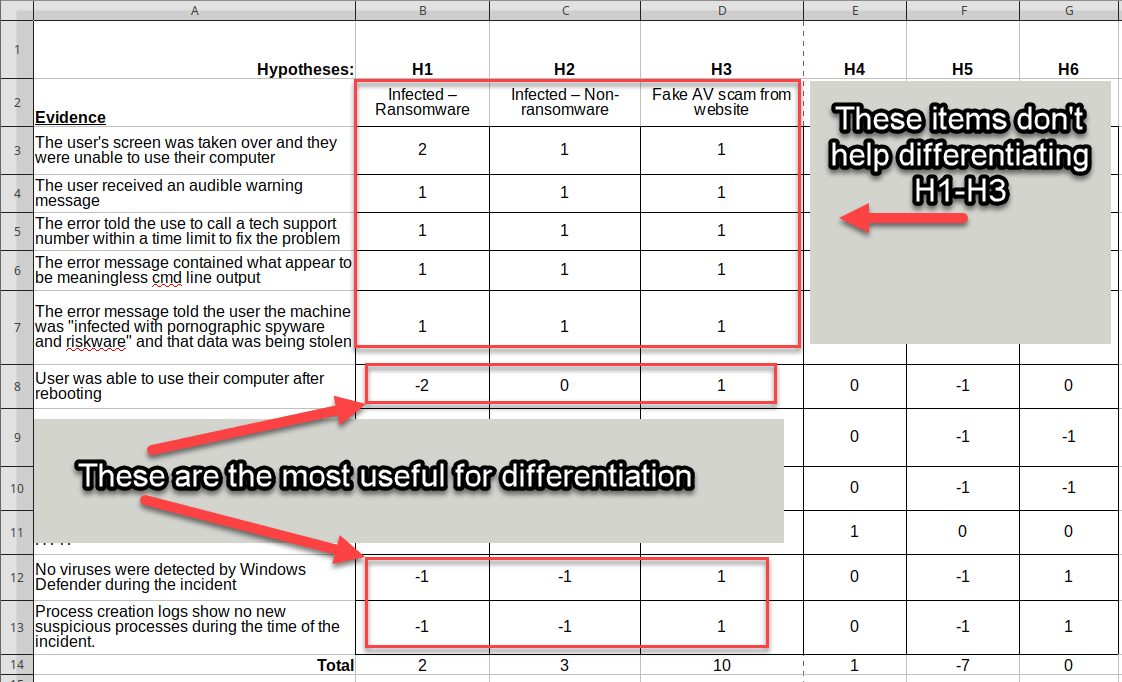 A B C D E F G
1 Hypotheses: H1 H2 H3 H4 H5 H6
2 Evidence Infected – Ransomware Infected – Non-ransomware Fake AV scam from website
These items don't
help differentiating
H1-H3
3 The user's screen was taken over and they were unable to use their computer 2 1 1
4 The user received an audible warning message 1 1 1
5 The error told the use to call a tech support number within a time limit to fix the problem 1 1 1
6 The error message contained what appear to be meaningless cmd line output 1 1 1
7 The error message told the user the machine was "infected with pornographic spyware and riskware" and that data was being stolen 1 1 1
8 User was able to use their computer after rebooting -2 0 1 0 -1 0
9 0 -1 -1
These are the most useful for differentiation
10 0 -1 -1
11 1 0 0
12 No viruses were detected by Windows Defender during the incident -1 -1 1 0 -1 1
13 Process creation logs show no new suspicious processes during the time of the incident. -1 -1 1 0 -1 1
14 Total 2 3 10 1 -7 0